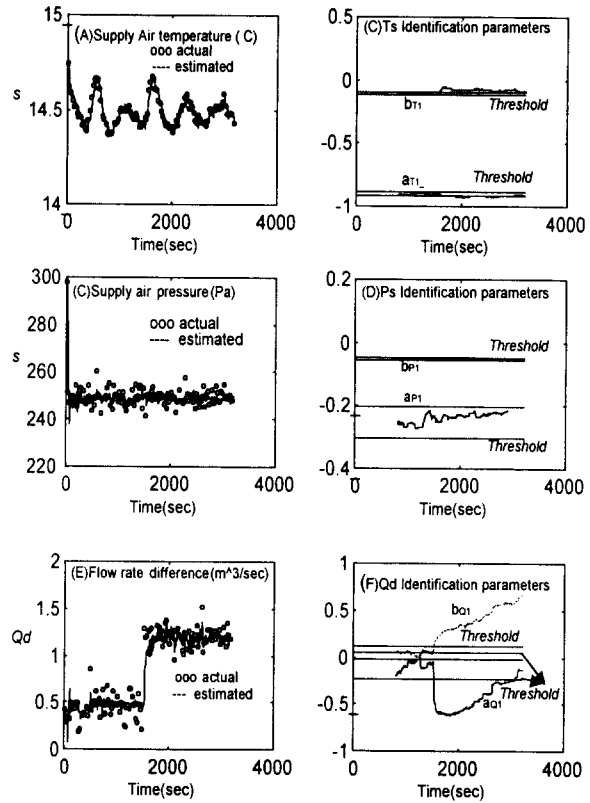 (A)Supply Air temperature ( C)
ooo actual
---- estimated
15
s
14.5
14
0
2000
4000
Time(sec)
(C)Ts Identification parameters
0.5
0
-0.5
-1
bT1
Threshold
aT1_
Threshold
0
2000
4000
Time(sec)
(C)Supply air pressure(Pa)
ooo actual
---- estimated
300
280
s
260
240
220
0
2000
4000
Time(sec)
(D)Ps Identification parameters
0.2
0
-0.2
-0.4
Threshold
bP1
aP1
Threshold
0
2000
4000
Time(sec)
(E)Flow rate difference(m^3/sec)
2
1.5
Qd
1
0.5
0
ooo actual
---- estimated
0
2000
4000
Time(sec)
(F)Qd Identification parameters
1
0.5
0
-0.5
-1
bQ1
Threshold
Threshold
aQ1
0
2000
4000
Time(sec)